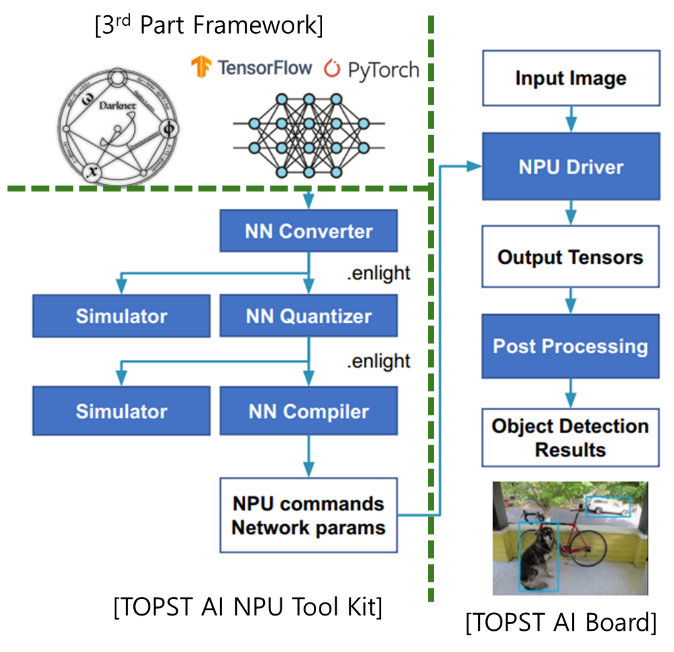 [3rd Part Framework]
TensorFlow
PyTorch
Darknet
ω
ϕ
x
NN Converter
.enlight
Simulator
NN Quantizer
.enlight
Simulator
NN Compiler
NPU commands
Network params
[TOPST AI NPU Tool Kit]
Input Image
NPU Driver
Output Tensors
Post Processing
Object Detection
Results
[TOPST AI Board]